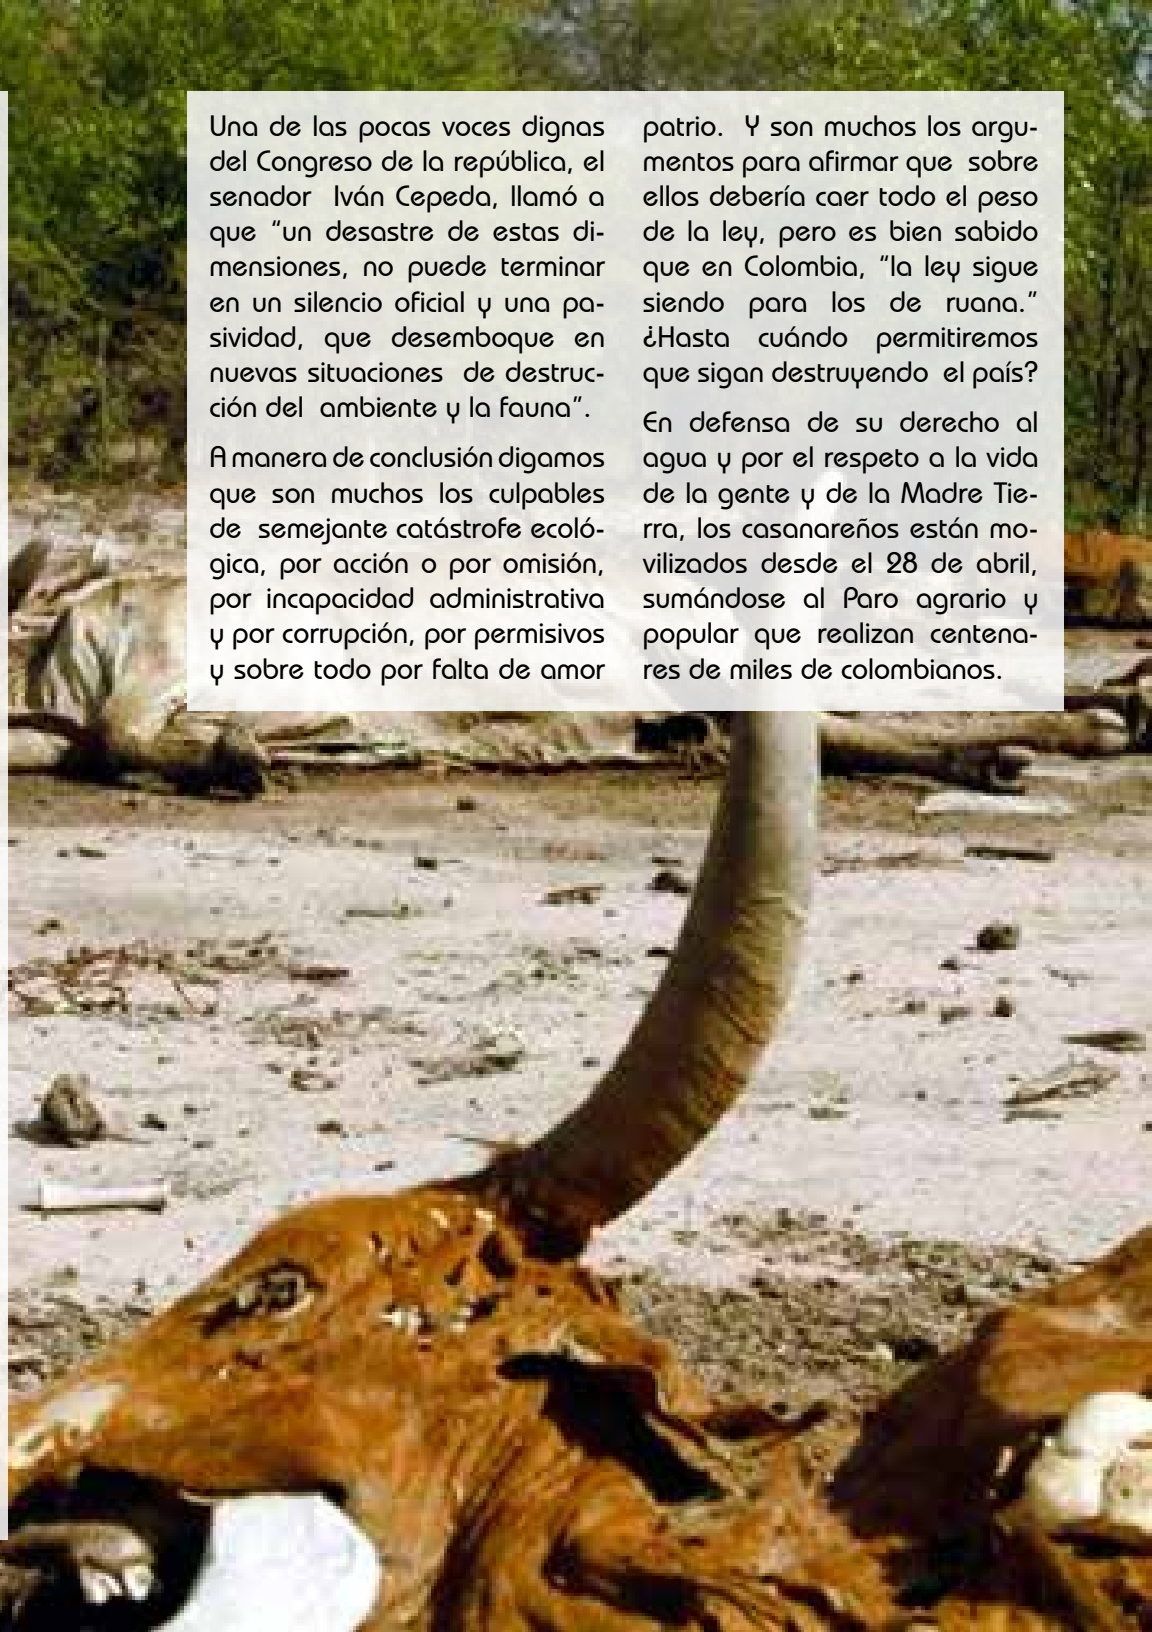 Una de las pocas voces dignas
del Congreso de la república, el
senador Iván Cepeda, llamó a
que “un desastre de estas di-
mensiones, no puede terminar
en un silencio oficial y una pa-
sividad, que desemboque en
nuevas situaciones de destruc-
ción del ambiente y la fauna”.
A manera de conclusión digamos
que son muchos los culpables
de semejante catástrofe ecoló-
gica, por acción o por omisión,
por incapacidad administrativa
y por corrupción, por permisivos
y sobre todo por falta de amor
patrio. Y son muchos los argu-
mentos para afirmar que sobre
ellos debería caer todo el peso
de la ley, pero es bien sabido
que en Colombia, “la ley sigue
siendo para los de ruana.”
¿Hasta cuándo permitiremos
que sigan destruyendo el país?
En defensa de su derecho al
agua y por el respeto a la vida
de la gente y de la Madre Tie-
rra, los casanareños están mo-
vilizados desde el 28 de abril,
sumándose al Paro agrario y
popular que realizan centena-
res de miles de colombianos.